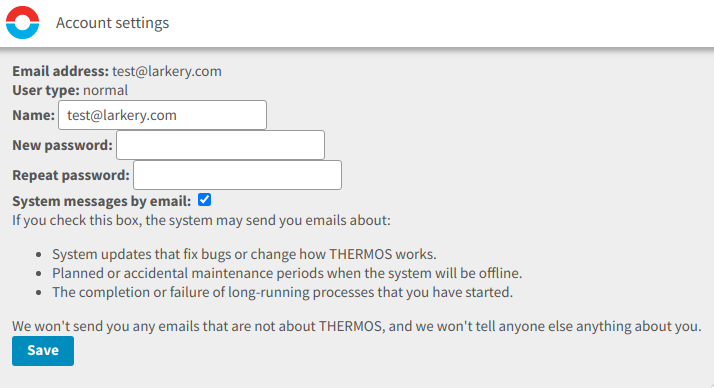 Account settings
Email address: test@larkery.com
User type: normal
Name: test@larkery.com
New password:
Repeat password:
System messages by email:
If you check this box, the system may send you emails about:
• System updates that fix bugs or change how THERMOS works.
• Planned or accidental maintenance periods when the system will be offline.
• The completion or failure of long-running processes that you have started.
We won't send you any emails that are not about THERMOS, and we won't tell anyone else anything about you.
Save